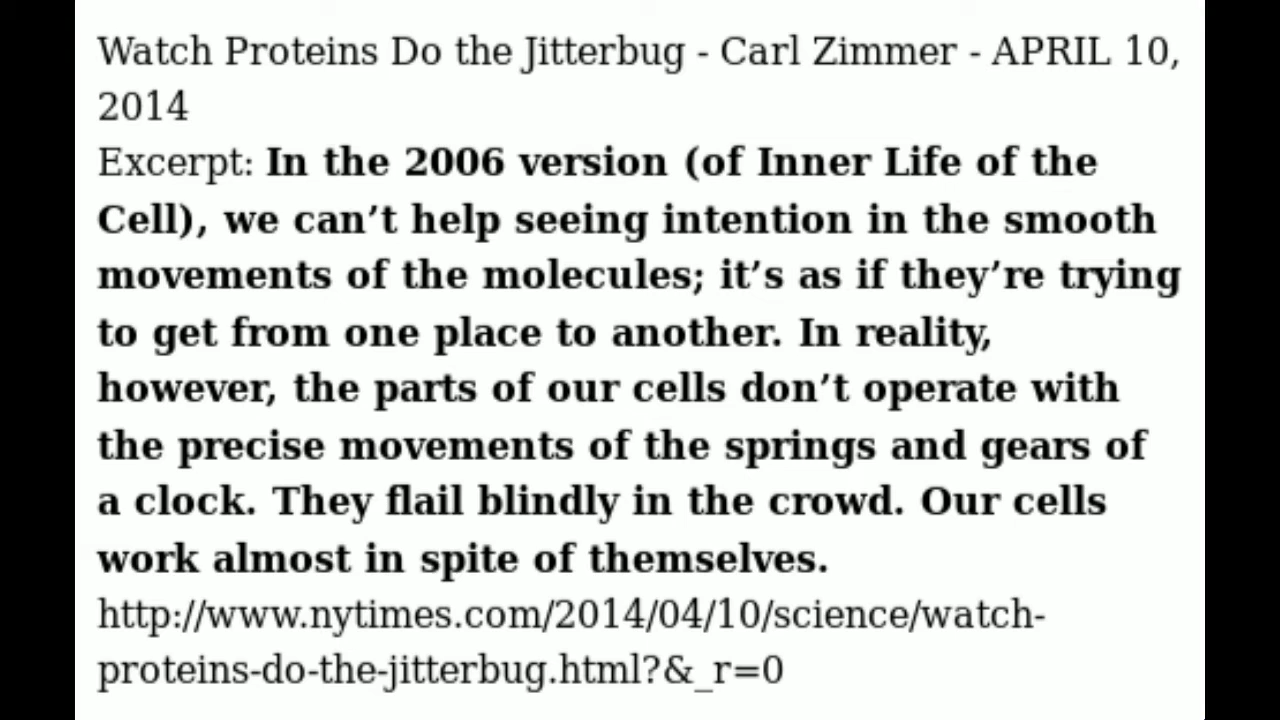 Watch Proteins Do the Jitterbug - Carl Zimmer - APRIL 10,
2014
Excerpt: In the 2006 version (of Inner Life of the
Cell), we can’t help seeing intention in the smooth
movements of the molecules; it’s as if they’re trying
to get from one place to another. In reality,
however, the parts of our cells don’t operate with
the precise movements of the springs and gears of
a clock. They flail blindly in the crowd. Our cells
work almost in spite of themselves.
http://www.nytimes.com/2014/04/10/science/watch-
proteins-do-the-jitterbug.html?&_r=0